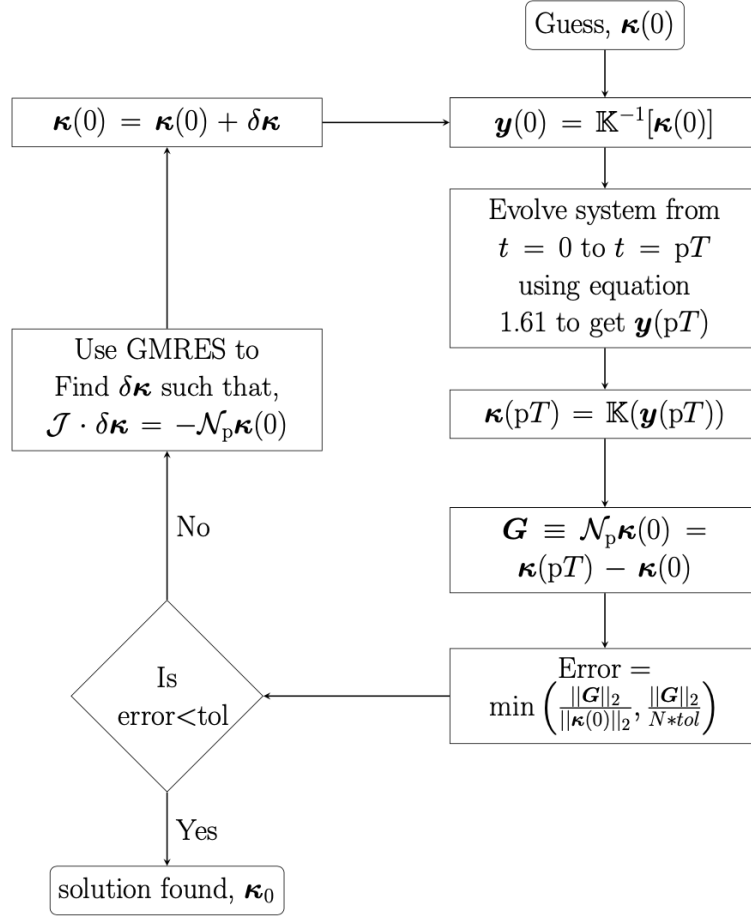 Guess, κ(0)
κ(0) = κ(0) + δκ
y(0) = 𝕂⁻¹[κ(0)]
Evolve system from
t = 0 to t = pT
using equation
1.61 to get y(pT)
Use GMRES to
Find δκ such that,
𝒥 · δκ = −𝒩ₚκ(0)
κ(pT) = 𝕂(y(pT))
No
G ≡ 𝒩ₚκ(0) =
κ(pT) − κ(0)
Is
error<tol
Error =
min (||G||₂ / ||κ(0)||₂, ||G||₂ / N∗tol)
Yes
solution found, κ₀